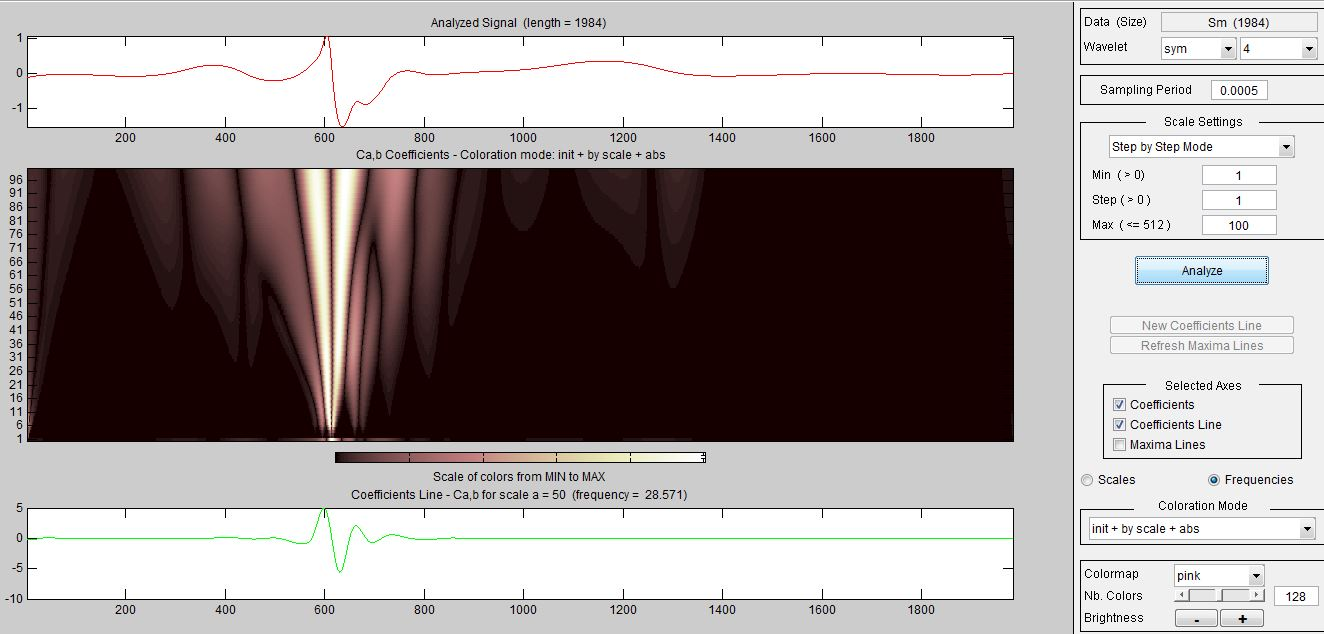 Analyzed Signal (length = 1984)
1
0
-1
200 400 600 800 1000 1200 1400 1600 1800
Ca,b Coefficients - Coloration mode: init + by scale + abs
96
91
86
81
76
71
66
61
56
51
46
41
36
31
26
21
16
11
6
1
Scale of colors from MIN to MAX
Coefficients Line - Ca,b for scale a = 50 (frequency = 28.571)
5
0
-5
-10
200 400 600 800 1000 1200 1400 1600 1800
Data (Size) Sm (1984)
Wavelet sym 4
Sampling Period 0.0005
Scale Settings
Step by Step Mode
Min ( > 0) 1
Step ( > 0 ) 1
Max ( <= 512 ) 100
Analyze
New Coefficients Line
Refresh Maxima Lines
Selected Axes
Coefficients
Coefficients Line
Maxima Lines
Scales Frequencies
Coloration Mode
init + by scale + abs
Colormap pink
Nb. Colors 128
Brightness - +